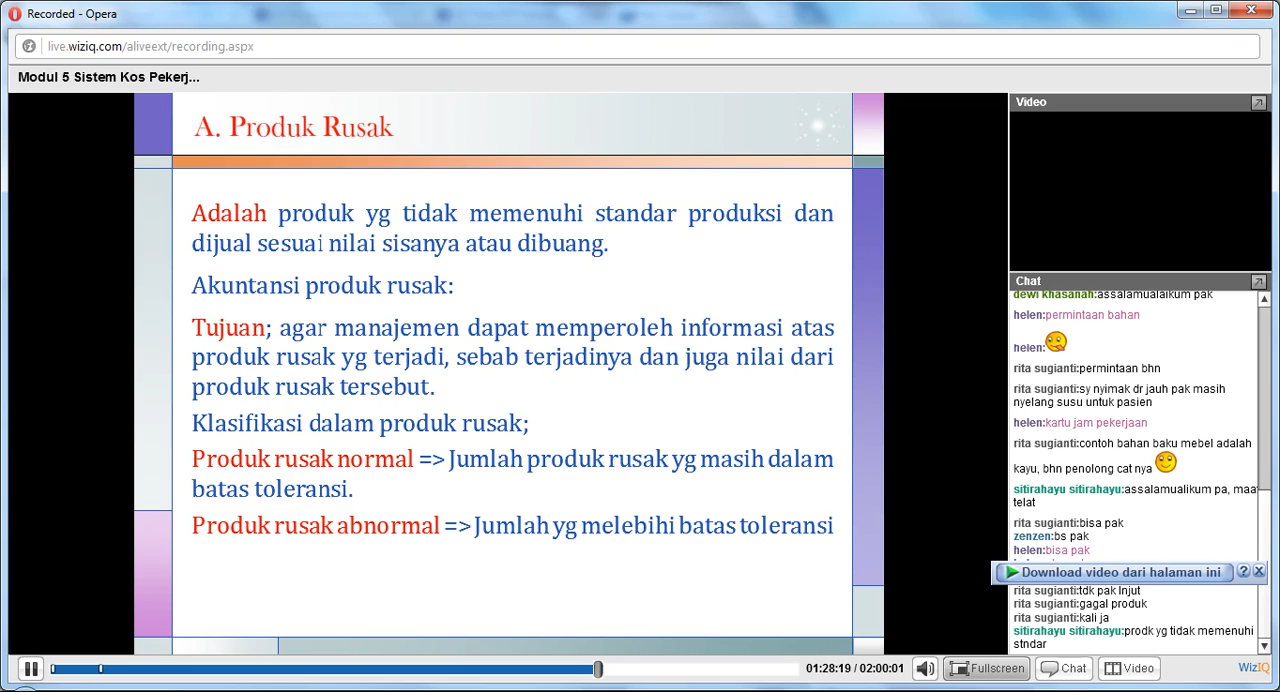 Recorded - Opera
live.wiziq.com/aliveext/recording.aspx
Modul 5 Sistem Kos Pekerj...
A. Produk Rusak
Adalah produk yg tidak memenuhi standar produksi dan
dijual sesuai nilai sisanya atau dibuang.
Akuntansi produk rusak:
Tujuan; agar manajemen dapat memperoleh informasi atas
produk rusak yg terjadi, sebab terjadinya dan juga nilai dari
produk rusak tersebut.
Klasifikasi dalam produk rusak;
Produk rusak normal => Jumlah produk rusak yg masih dalam
batas toleransi.
Produk rusak abnormal => Jumlah yg melebihi batas toleransi
Video
Chat
dewi khasanah:assalamualaikum pak
helen:permintaan bahan
helen:
rita sugianti:permintaan bhn
rita sugianti:sy nyimak dr jauh pak masih
nyelang susu untuk pasien
helen:kartu jam pekerjaan
rita sugianti:contoh bahan baku mebel adalah
kayu, bhn penolong cat nya
sitirahayu sitirahayu:assalamualikum pa, maa
telat
rita sugianti:bisa pak
zenzen:bs pak
helen:bisa pak
Download video dari halaman ini ? X
rita sugianti:tdk pak lnjut
rita sugianti:gagal produk
rita sugianti:kali ja
sitirahayu sitirahayu:prodk yg tidak memenuhi
stndar
01:28:19 / 02:00:01 Fullscreen Chat Video WizIQ